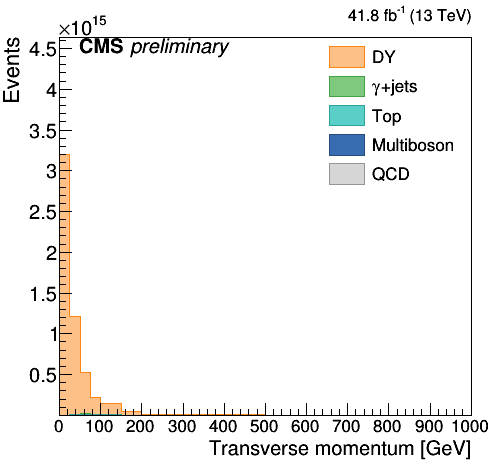 41.8 fb⁻¹ (13 TeV)
×10¹⁵
CMS preliminary
Events
4.5
4
3.5
3
2.5
2
1.5
1
0.5
DY
γ+jets
Top
Multiboson
QCD
0 100 200 300 400 500 600 700 800 900 1000
Transverse momentum [GeV]